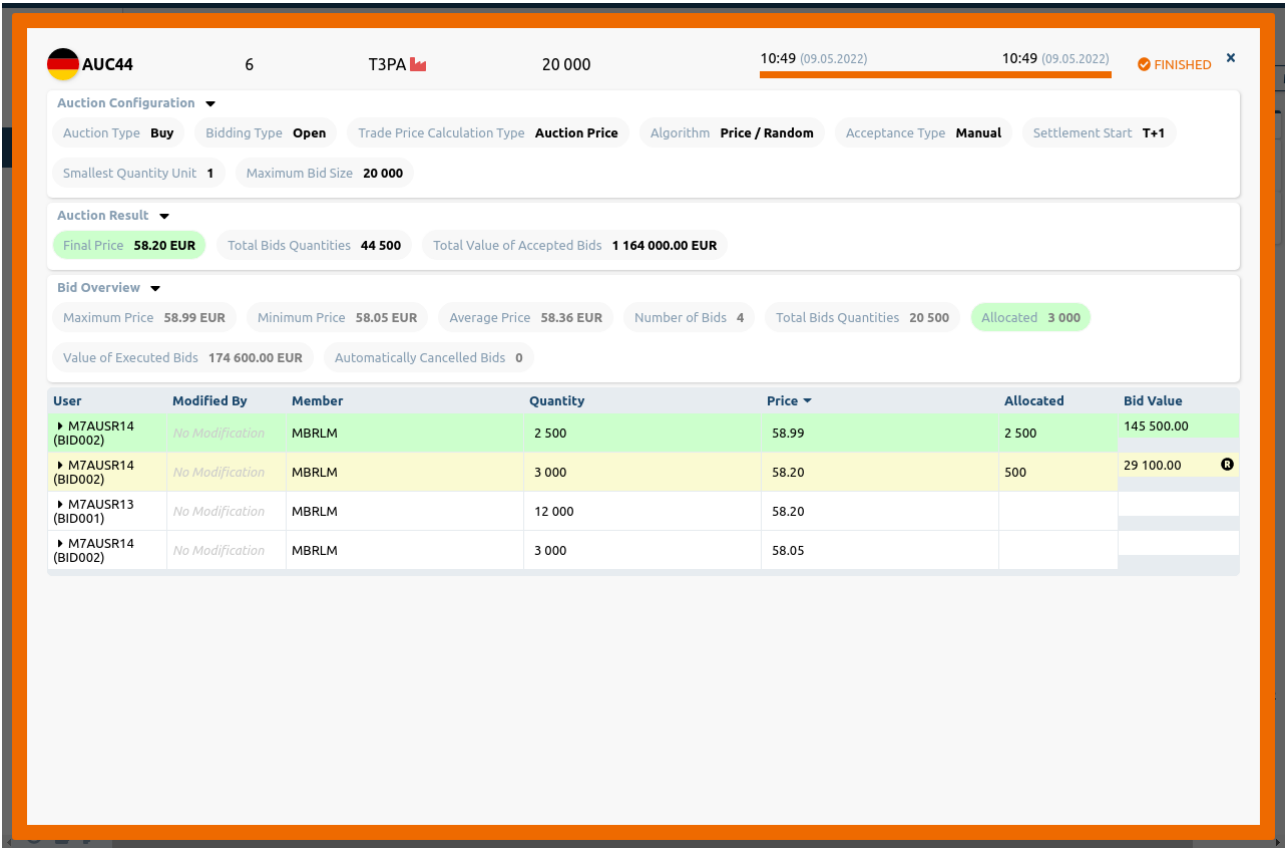 AUC44 6 T3PA 20 000 10:49 (09.05.2022) 10:49 (09.05.2022) FINISHED x
Auction Configuration
Auction Type Buy Bidding Type Open Trade Price Calculation Type Auction Price Algorithm Price / Random Acceptance Type Manual Settlement Start T+1
Smallest Quantity Unit 1 Maximum Bid Size 20 000
Auction Result
Final Price 58.20 EUR Total Bids Quantities 44 500 Total Value of Accepted Bids 1 164 000.00 EUR
Bid Overview
Maximum Price 58.99 EUR Minimum Price 58.05 EUR Average Price 58.36 EUR Number of Bids 4 Total Bids Quantities 20 500 Allocated 3 000
Value of Executed Bids 174 600.00 EUR Automatically Cancelled Bids 0
User Modified By Member Quantity Price Allocated Bid Value
M7AUSR14 (BID002) No Modification MBRLM 2 500 58.99 2 500 145 500.00
M7AUSR14 (BID002) No Modification MBRLM 3 000 58.20 500 29 100.00 R
M7AUSR13 (BID001) No Modification MBRLM 12 000 58.20
M7AUSR14 (BID002) No Modification MBRLM 3 000 58.05